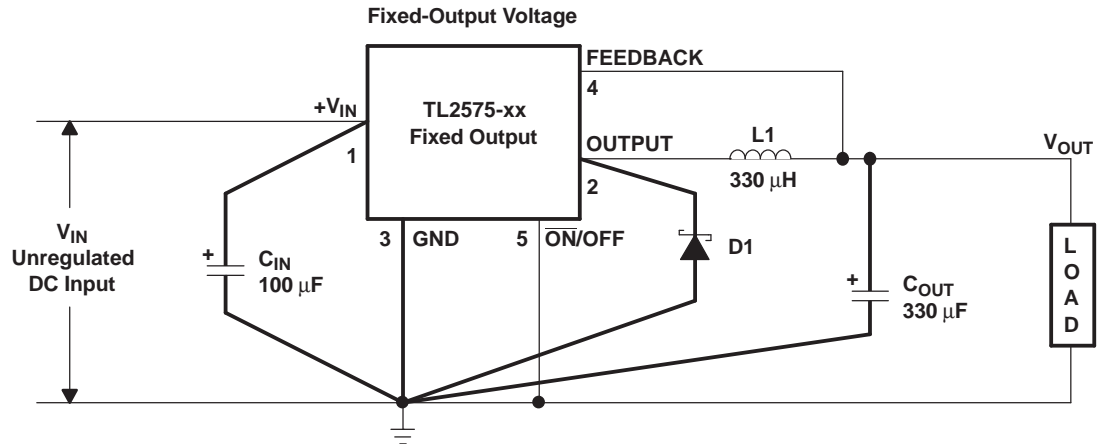 Fixed-Output Voltage
FEEDBACK
4
+VIN
TL2575-xx
Fixed Output
1
OUTPUT
2
L1
330 μH
VOUT
VIN
Unregulated
DC Input
+
CIN
100 μF
3
GND
5
ON/OFF
D1
+
COUT
330 μF
L
O
A
D